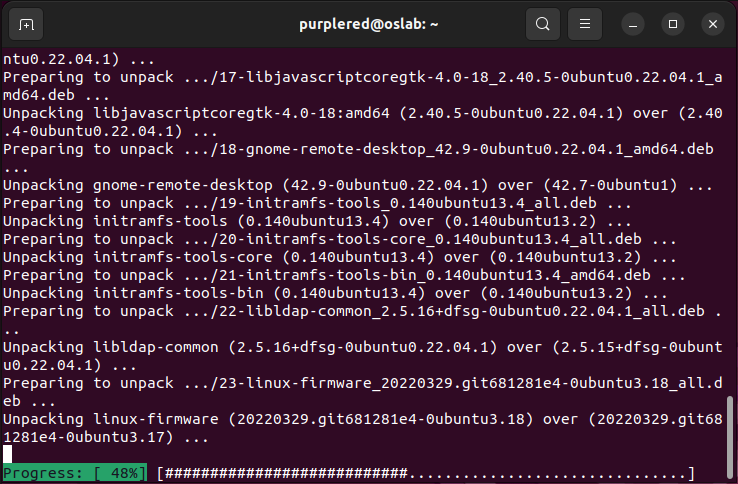 purplered@oslab: ~
ntu0.22.04.1) ...
Preparing to unpack .../17-libjavascriptcoregtk-4.0-18_2.40.5-0ubuntu0.22.04.1_a
md64.deb ...
Unpacking libjavascriptcoregtk-4.0-18:amd64 (2.40.5-0ubuntu0.22.04.1) over (2.40
.4-0ubuntu0.22.04.1) ...
Preparing to unpack .../18-gnome-remote-desktop_42.9-0ubuntu0.22.04.1_amd64.deb
...
Unpacking gnome-remote-desktop (42.9-0ubuntu0.22.04.1) over (42.7-0ubuntu1) ...
Preparing to unpack .../19-initramfs-tools_0.140ubuntu13.4_all.deb ...
Unpacking initramfs-tools (0.140ubuntu13.4) over (0.140ubuntu13.2) ...
Preparing to unpack .../20-initramfs-tools-core_0.140ubuntu13.4_all.deb ...
Unpacking initramfs-tools-core (0.140ubuntu13.4) over (0.140ubuntu13.2) ...
Preparing to unpack .../21-initramfs-tools-bin_0.140ubuntu13.4_amd64.deb ...
Unpacking initramfs-tools-bin (0.140ubuntu13.4) over (0.140ubuntu13.2) ...
Preparing to unpack .../22-libldap-common_2.5.16+dfsg-0ubuntu0.22.04.1_all.deb .
..
Unpacking libldap-common (2.5.16+dfsg-0ubuntu0.22.04.1) over (2.5.15+dfsg-0ubunt
u0.22.04.1) ...
Preparing to unpack .../23-linux-firmware_20220329.git681281e4-0ubuntu3.18_all.d
eb ...
Unpacking linux-firmware (20220329.git681281e4-0ubuntu3.18) over (20220329.git68
1281e4-0ubuntu3.17) ...
Progress: [ 48%] [###########################...............................]